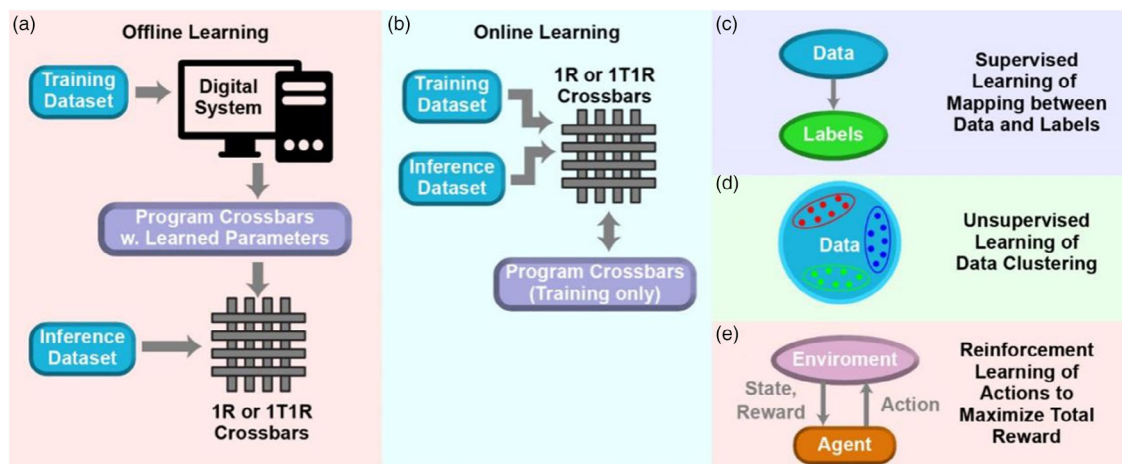 (a)
Offline Learning
Training
Dataset
Digital
System
Program Crossbars
w. Learned Parameters
Inference
Dataset
1R or 1T1R
Crossbars
(b)
Online Learning
Training
Dataset
Inference
Dataset
1R or 1T1R
Crossbars
Program Crossbars
(Training only)
(c)
Data
Labels
Supervised
Learning of
Mapping between
Data and Labels
(d)
Data
Unsupervised
Learning of
Data Clustering
(e)
Enviroment
State,
Reward
Action
Agent
Reinforcement
Learning of
Actions to
Maximize Total
Reward